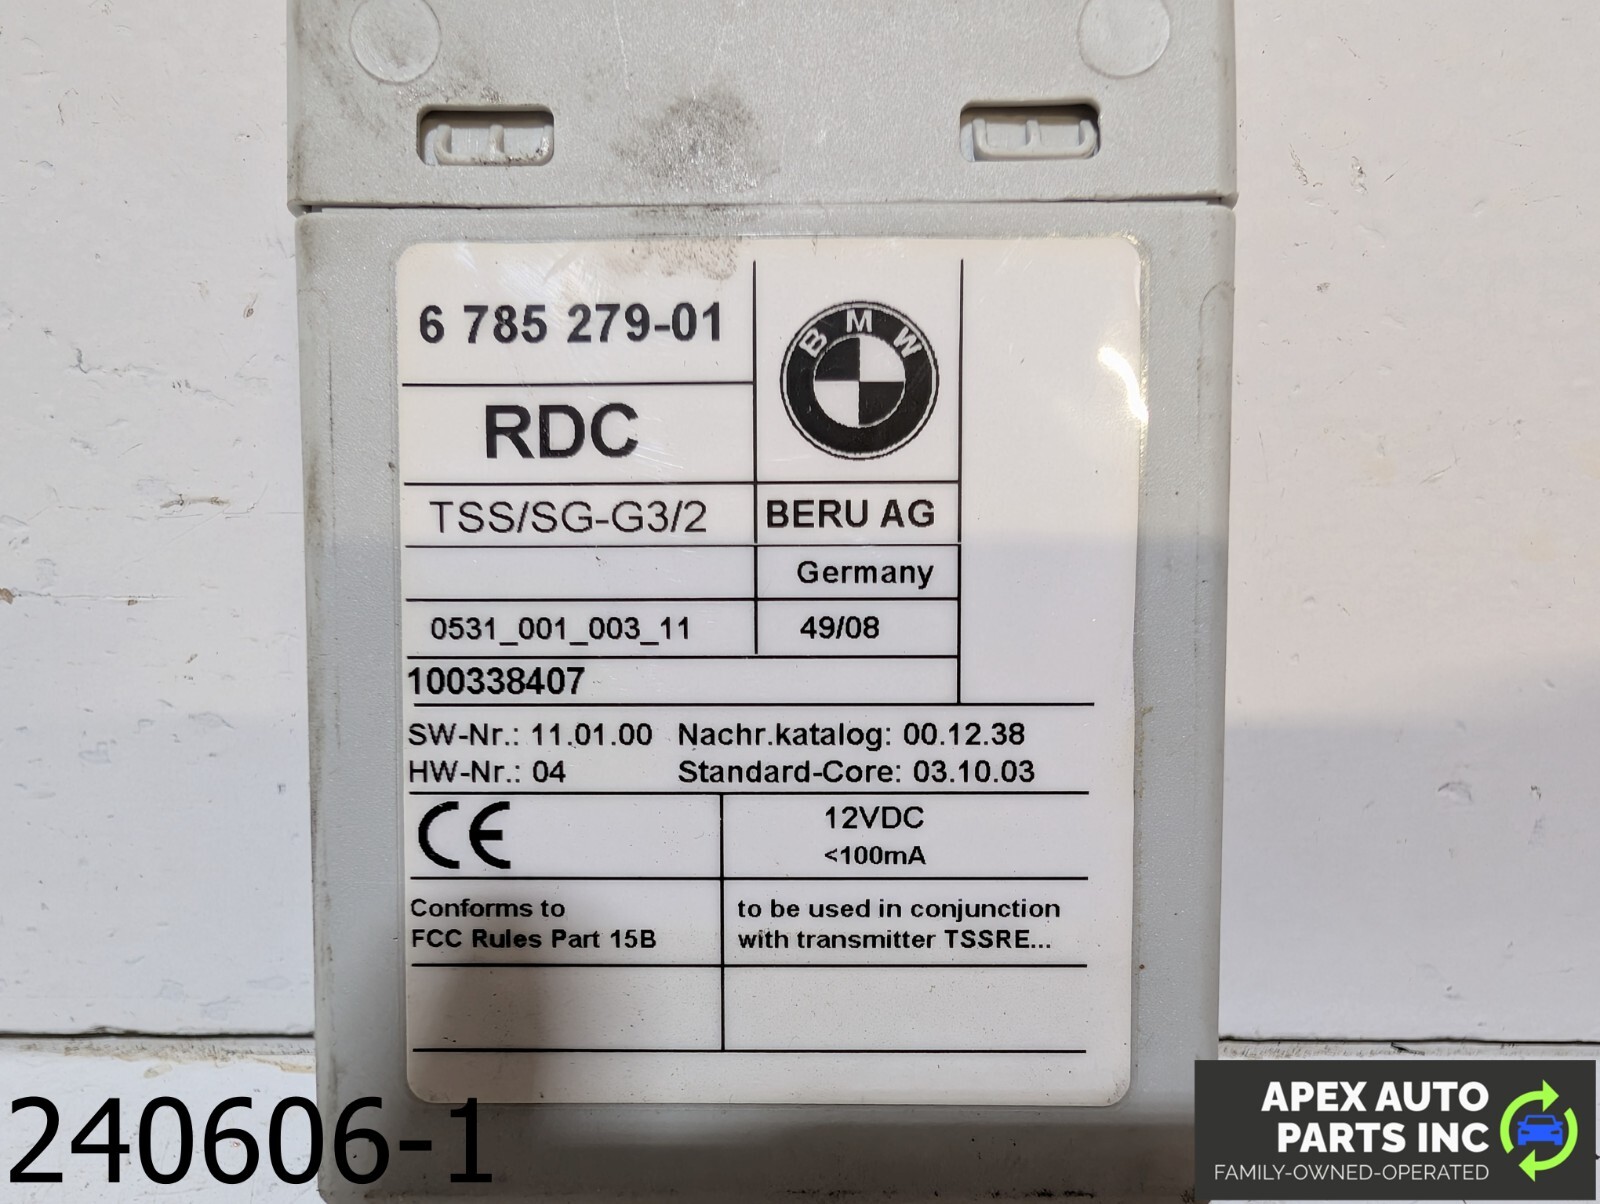 6 785 279-01
BMW
RDC
TSS/SG-G3/2
BERU AG
Germany
0531_001_003_11
49/08
100338407
SW-Nr.: 11.01.00 Nachr.katalog: 00.12.38
HW-Nr.: 04 Standard-Core: 03.10.03
CE
12VDC
<100mA
Conforms to
FCC Rules Part 15B
to be used in conjunction
with transmitter TSSRE...
240606-1
APEX AUTO
PARTS INC
FAMILY-OWNED-OPERATED